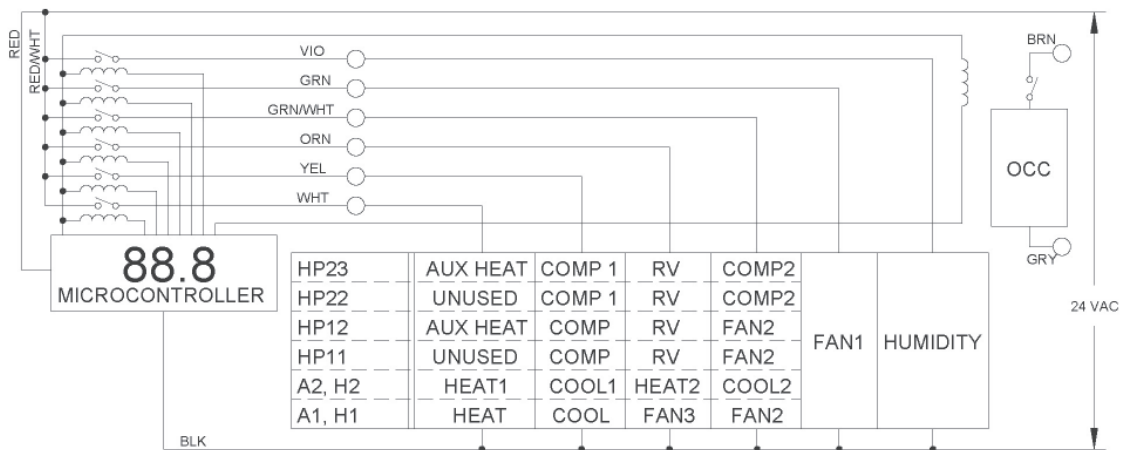 RED
RED/WHT
VIO
GRN
GRN/WHT
ORN
YEL
WHT
BRN
OCC
GRY
24 VAC
88.8
MICROCONTROLLER
HP23 AUX HEAT COMP 1 RV COMP2
HP22 UNUSED COMP 1 RV COMP2
HP12 AUX HEAT COMP RV FAN2
HP11 UNUSED COMP RV FAN2
A2, H2 HEAT1 COOL1 HEAT2 COOL2
A1, H1 HEAT COOL FAN3 FAN2
FAN1 HUMIDITY
BLK